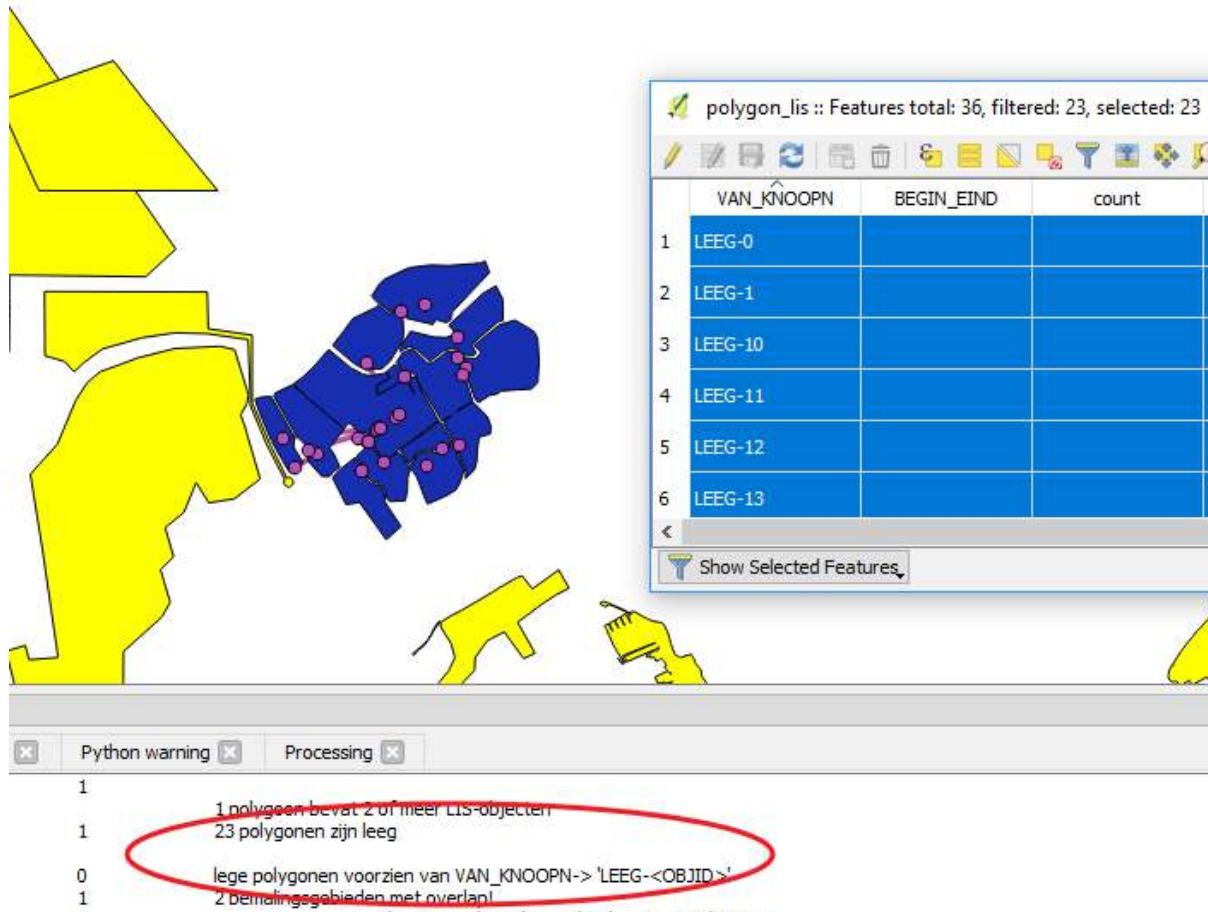 polygon_lis :: Features total: 36, filtered: 23, selected: 23
VAN_KNOOPN BEGIN_EIND count
1 LEEG-0
2 LEEG-1
3 LEEG-10
4 LEEG-11
5 LEEG-12
6 LEEG-13
Show Selected Features
Python warning Processing
1
1 polygoon bevat 2 of meer LIS-objecten
1 23 polygonen zijn leeg
0 lege polygonen voorzien van VAN_KNOOPN-> 'LEEG-<OBJID>'
1 2 bemalingsgebieden met overlap!